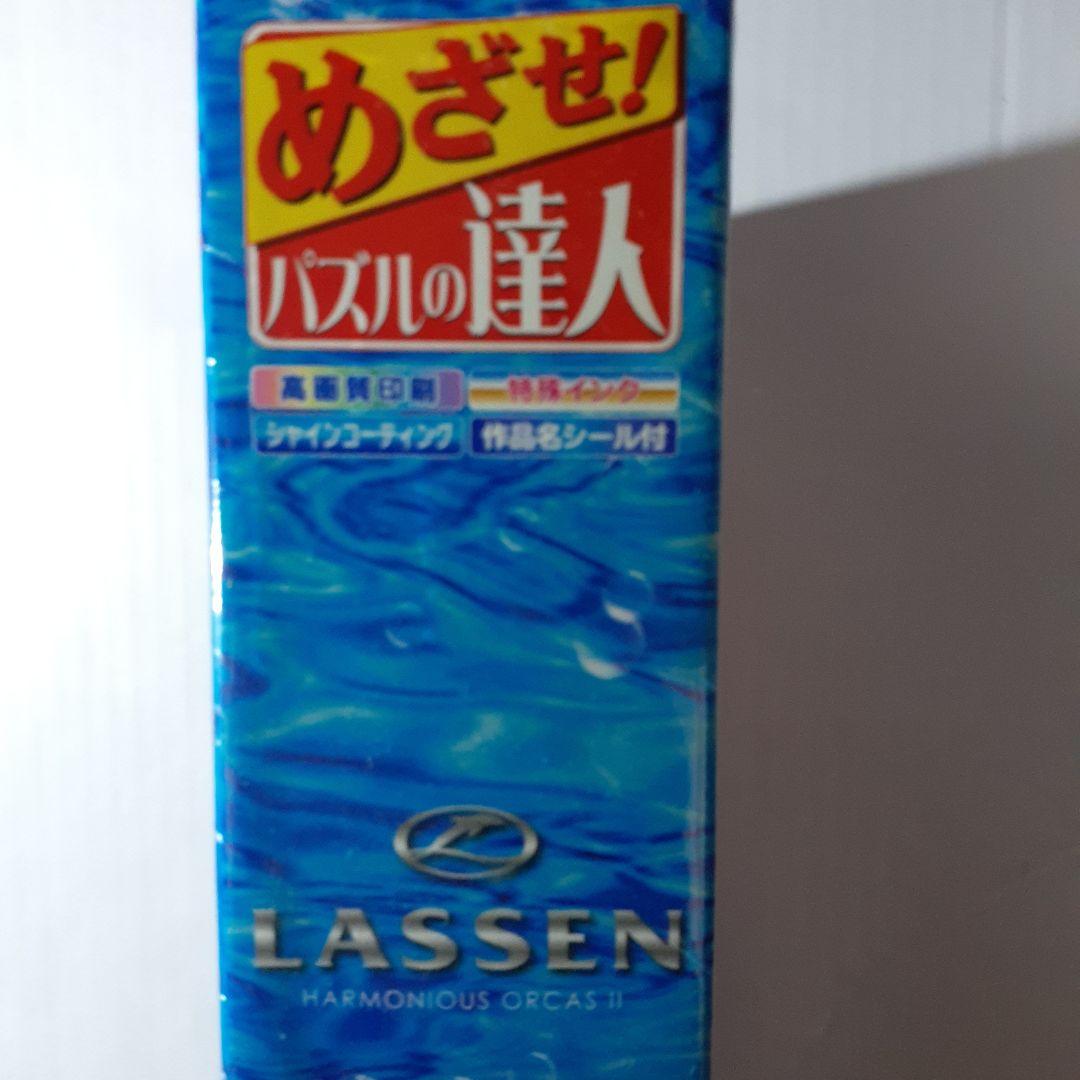 めざせ!
パズルの達人
高画質印刷 特殊インク
シャインコーティング 作品名シール付
LASSEN
HARMONIOUS ORCAS II